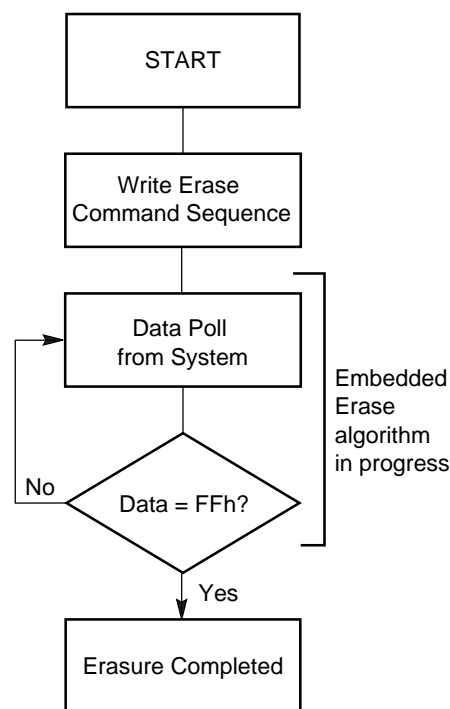 START
Write Erase
Command Sequence
Data Poll
from System
Embedded
Erase
algorithm
in progress
No
Data = FFh?
Yes
Erasure Completed